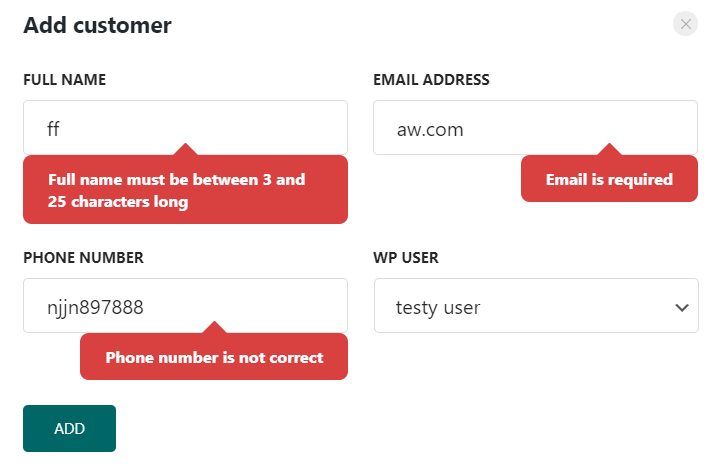 Add customer
FULL NAME
EMAIL ADDRESS
ff
aw.com
Full name must be between 3 and
25 characters long
Email is required
PHONE NUMBER
WP USER
njjn897888
testy user
Phone number is not correct
ADD